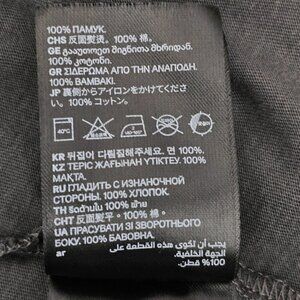 100% ПАМУК.
CHS 反面熨烫。100% 棉。
GE გააუთოეთ შიგნითა მხრიდან.
100% ბამბა.
GR ΣΙΔΕΡΩΜΑ ΑΠΟ ΤΗΝ ΑΝΑΠΟΔΗ.
100% ΒΑΜΒΑΚΙ.
JP 裏側からアイロンをかけてくださ
い。100% コットン.
40°C
KR 뒤집어 다림질해주세요. 면 100%
KZ ТЕРІС ЖАҒЫНАН ҮТІКТЕУ. 100%
МАҚТА.
RU ГЛАДИТЬ С ИЗНАНОЧНОЙ
СТОРОНЫ. 100% ХЛОПОК.
TH รีดด้านใน 100% ฝ้าย
CHT 反面熨平。100% 棉。
UA ПРАСУВАТИ ЗІ ЗВОРОТНЬОГО
БОКУ. 100% БАВОВНА.
يجب أن تكوى هذه القطعة على
الجهة الخلفية.
ar
100% قطن.